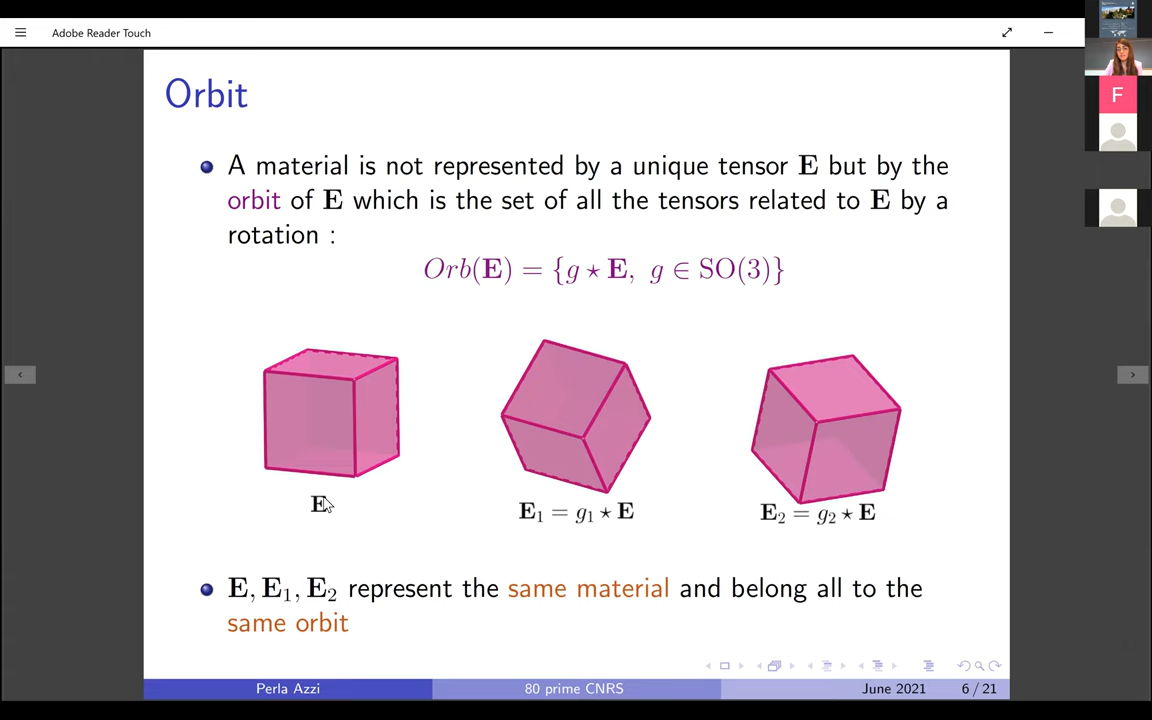 Adobe Reader Touch
F
Orbit
A material is not represented by a unique tensor E but by the
orbit of E which is the set of all the tensors related to E by a
rotation :
Orb(E) = {g ⋆ E, g ∈ SO(3)}
E
E₁ = g₁ ⋆ E
E₂ = g₂ ⋆ E
E, E₁, E₂ represent the same material and belong all to the
same orbit
Perla Azzi
80 prime CNRS
June 2021
6 / 21